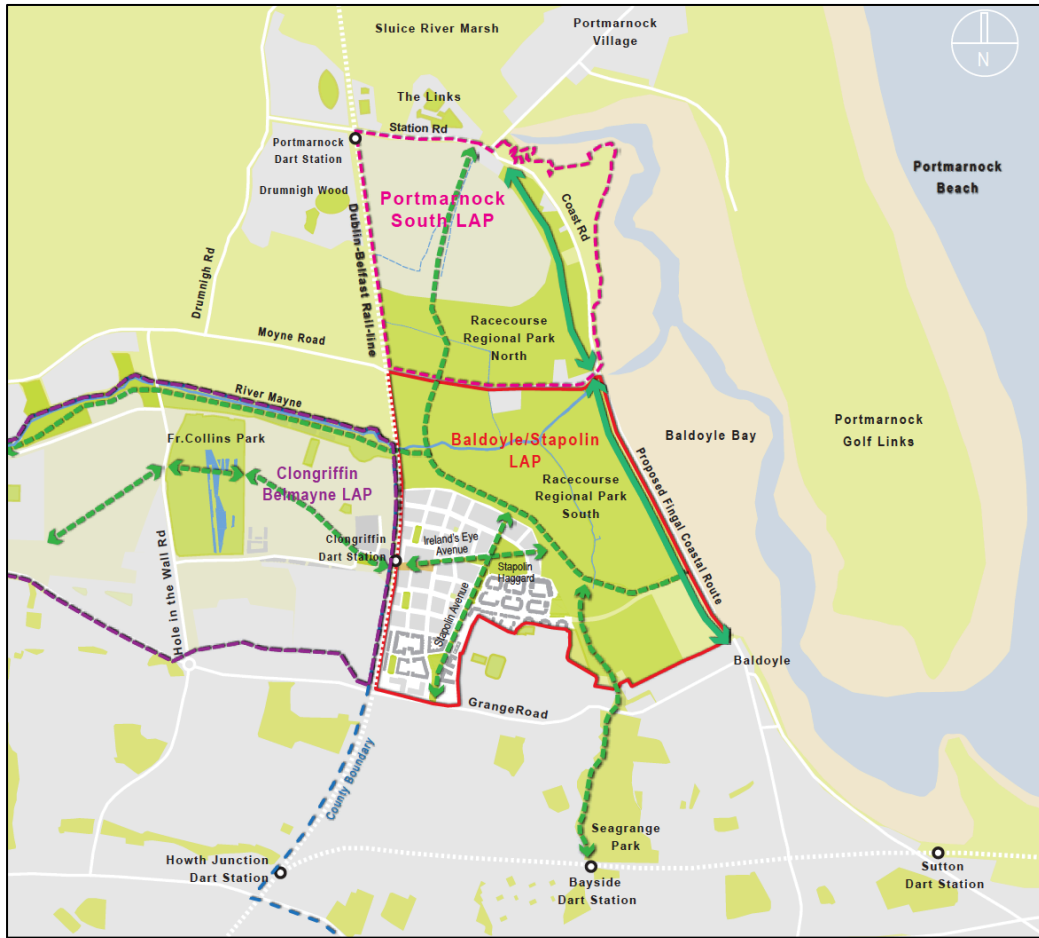 Sluice River Marsh
Portmarnock
Village
N
The Links
Station Rd
Portmarnock
Dart Station
Portmarnock
Beach
Drumnigh Wood
Portmarnock
South LAP
Coast Rd
Dublin-Belfast Rail-line
Drumnigh Rd
Racecourse
Regional Park
North
Moyne Road
River Mayne
Fr.Collins Park
Baldoyle/Stapolin
LAP
Baldoyle Bay
Portmarnock
Golf Links
Clongriffin
Belmayne LAP
Racecourse
Regional Park
South
Proposed Fingal Coastal Route
Clongriffin
Dart Station
Ireland's Eye
Avenue
Stapolin
Haggard
Hole in the Wall Rd
Stapolin Avenue
Baldoyle
GrangeRoad
County Boundary
Seagrange
Park
Howth Junction
Dart Station
Bayside
Dart Station
Sutton
Dart Station